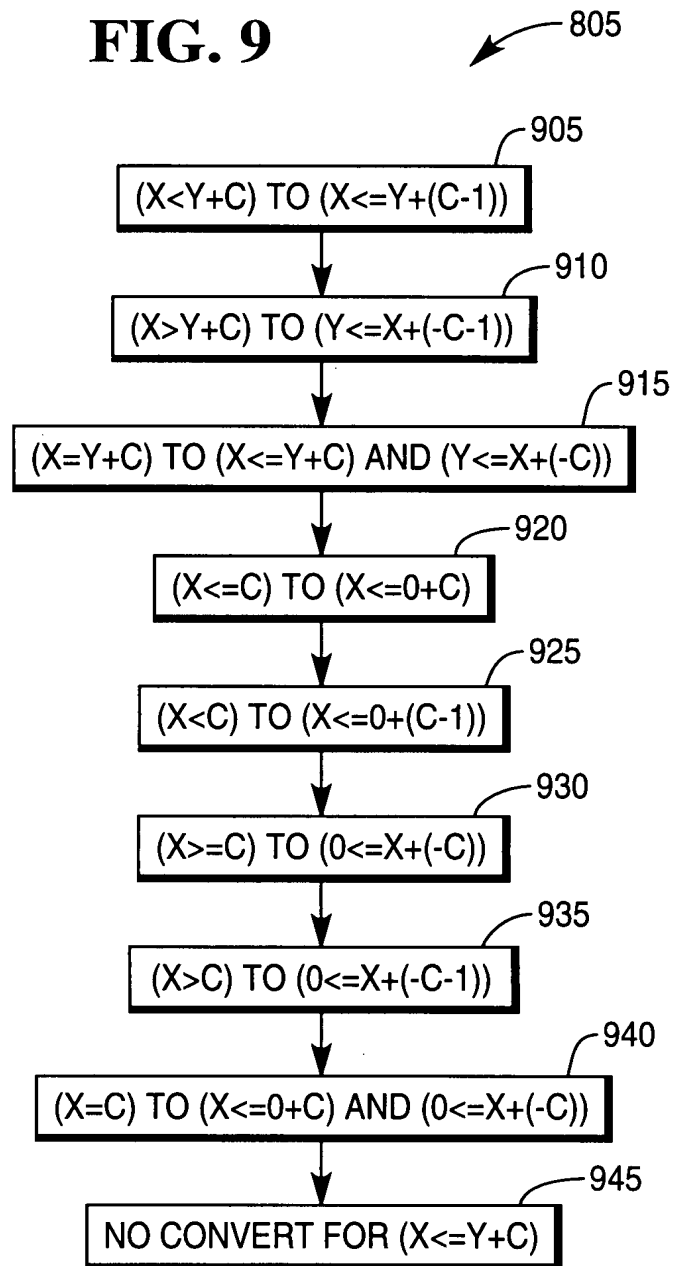 FIG. 9
805
905
(X<Y+C) TO (X<=Y+(C-1))
910
(X>Y+C) TO (Y<=X+(-C-1))
915
(X=Y+C) TO (X<=Y+C) AND (Y<=X+(-C))
920
(X<=C) TO (X<=0+C)
925
(X<C) TO (X<=0+(C-1))
930
(X>=C) TO (0<=X+(-C))
935
(X>C) TO (0<=X+(-C-1))
940
(X=C) TO (X<=0+C) AND (0<=X+(-C))
945
NO CONVERT FOR (X<=Y+C)